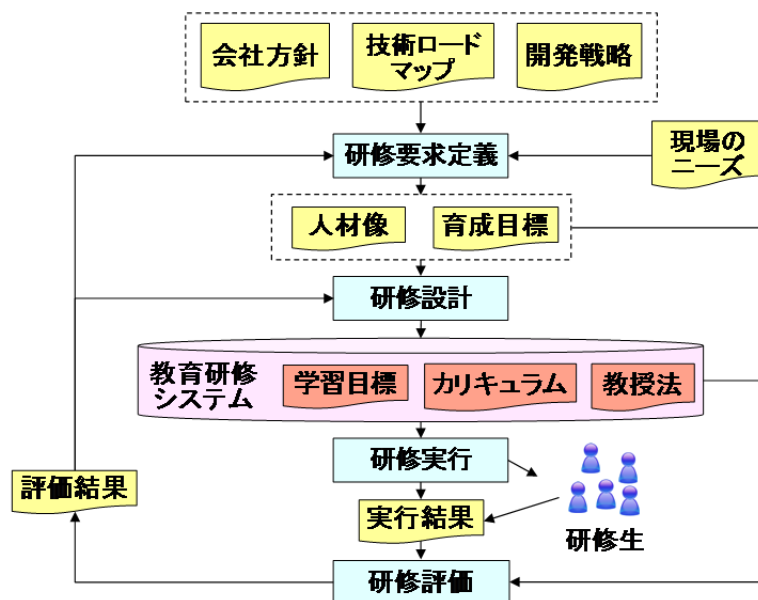 会社方針
技術ロード
マップ
開発戦略
研修要求定義
現場の
ニーズ
人材像
育成目標
研修設計
教育研修
システム
学習目標
カリキュラム
教授法
研修実行
評価結果
実行結果
研修生
研修評価